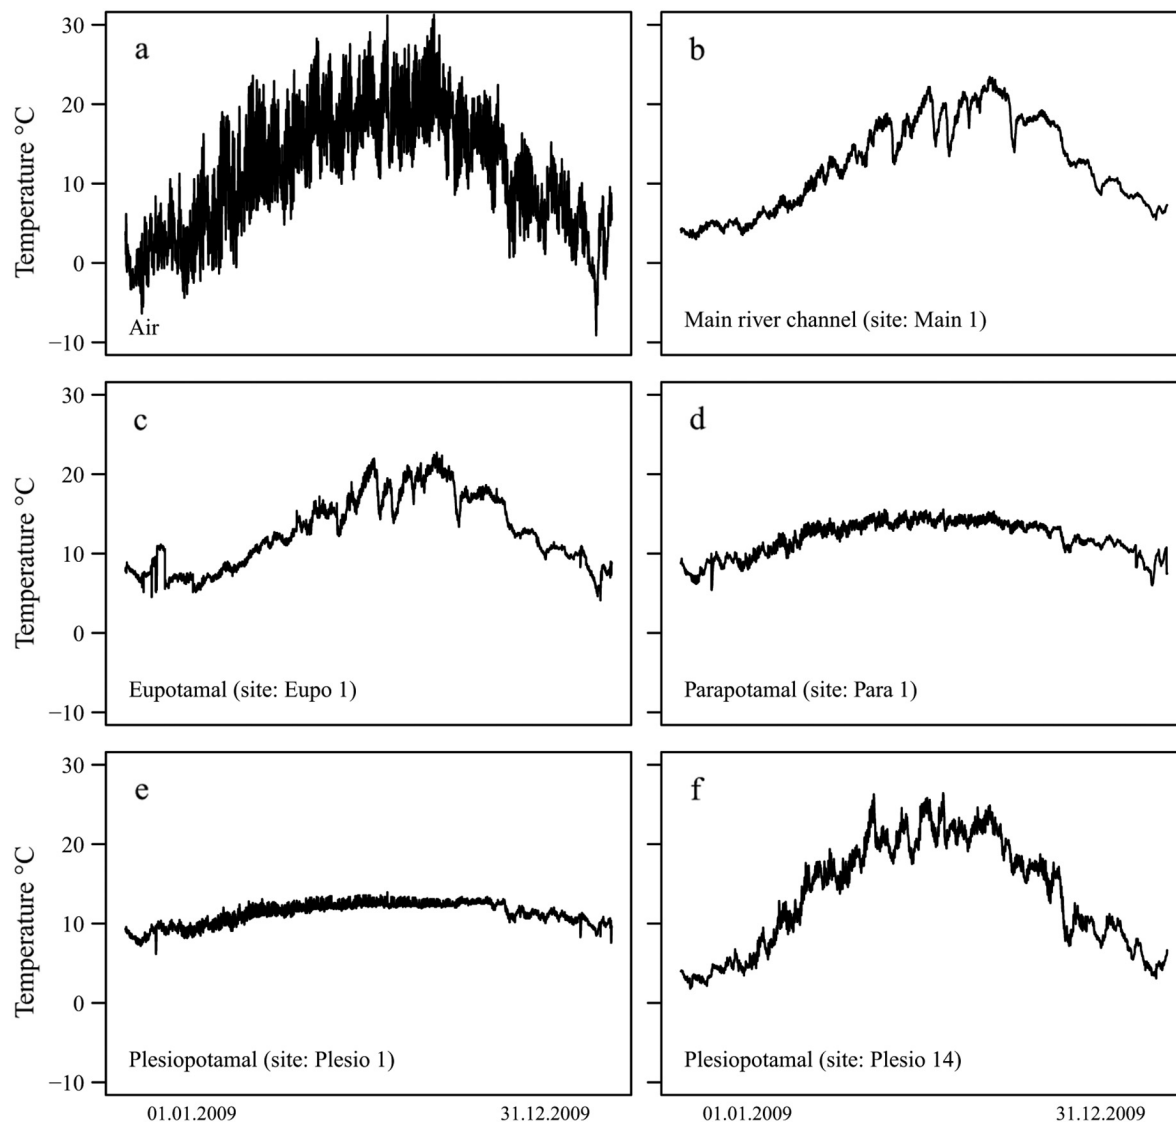 a
b
30
20
10
0
−10
Temperature °C
Air
Main river channel (site: Main 1)
c
d
30
20
10
0
−10
Temperature °C
Eupotamal (site: Eupo 1)
Parapotamal (site: Para 1)
e
f
30
20
10
0
−10
Temperature °C
Plesiopotamal (site: Plesio 1)
Plesiopotamal (site: Plesio 14)
01.01.2009
31.12.2009
01.01.2009
31.12.2009